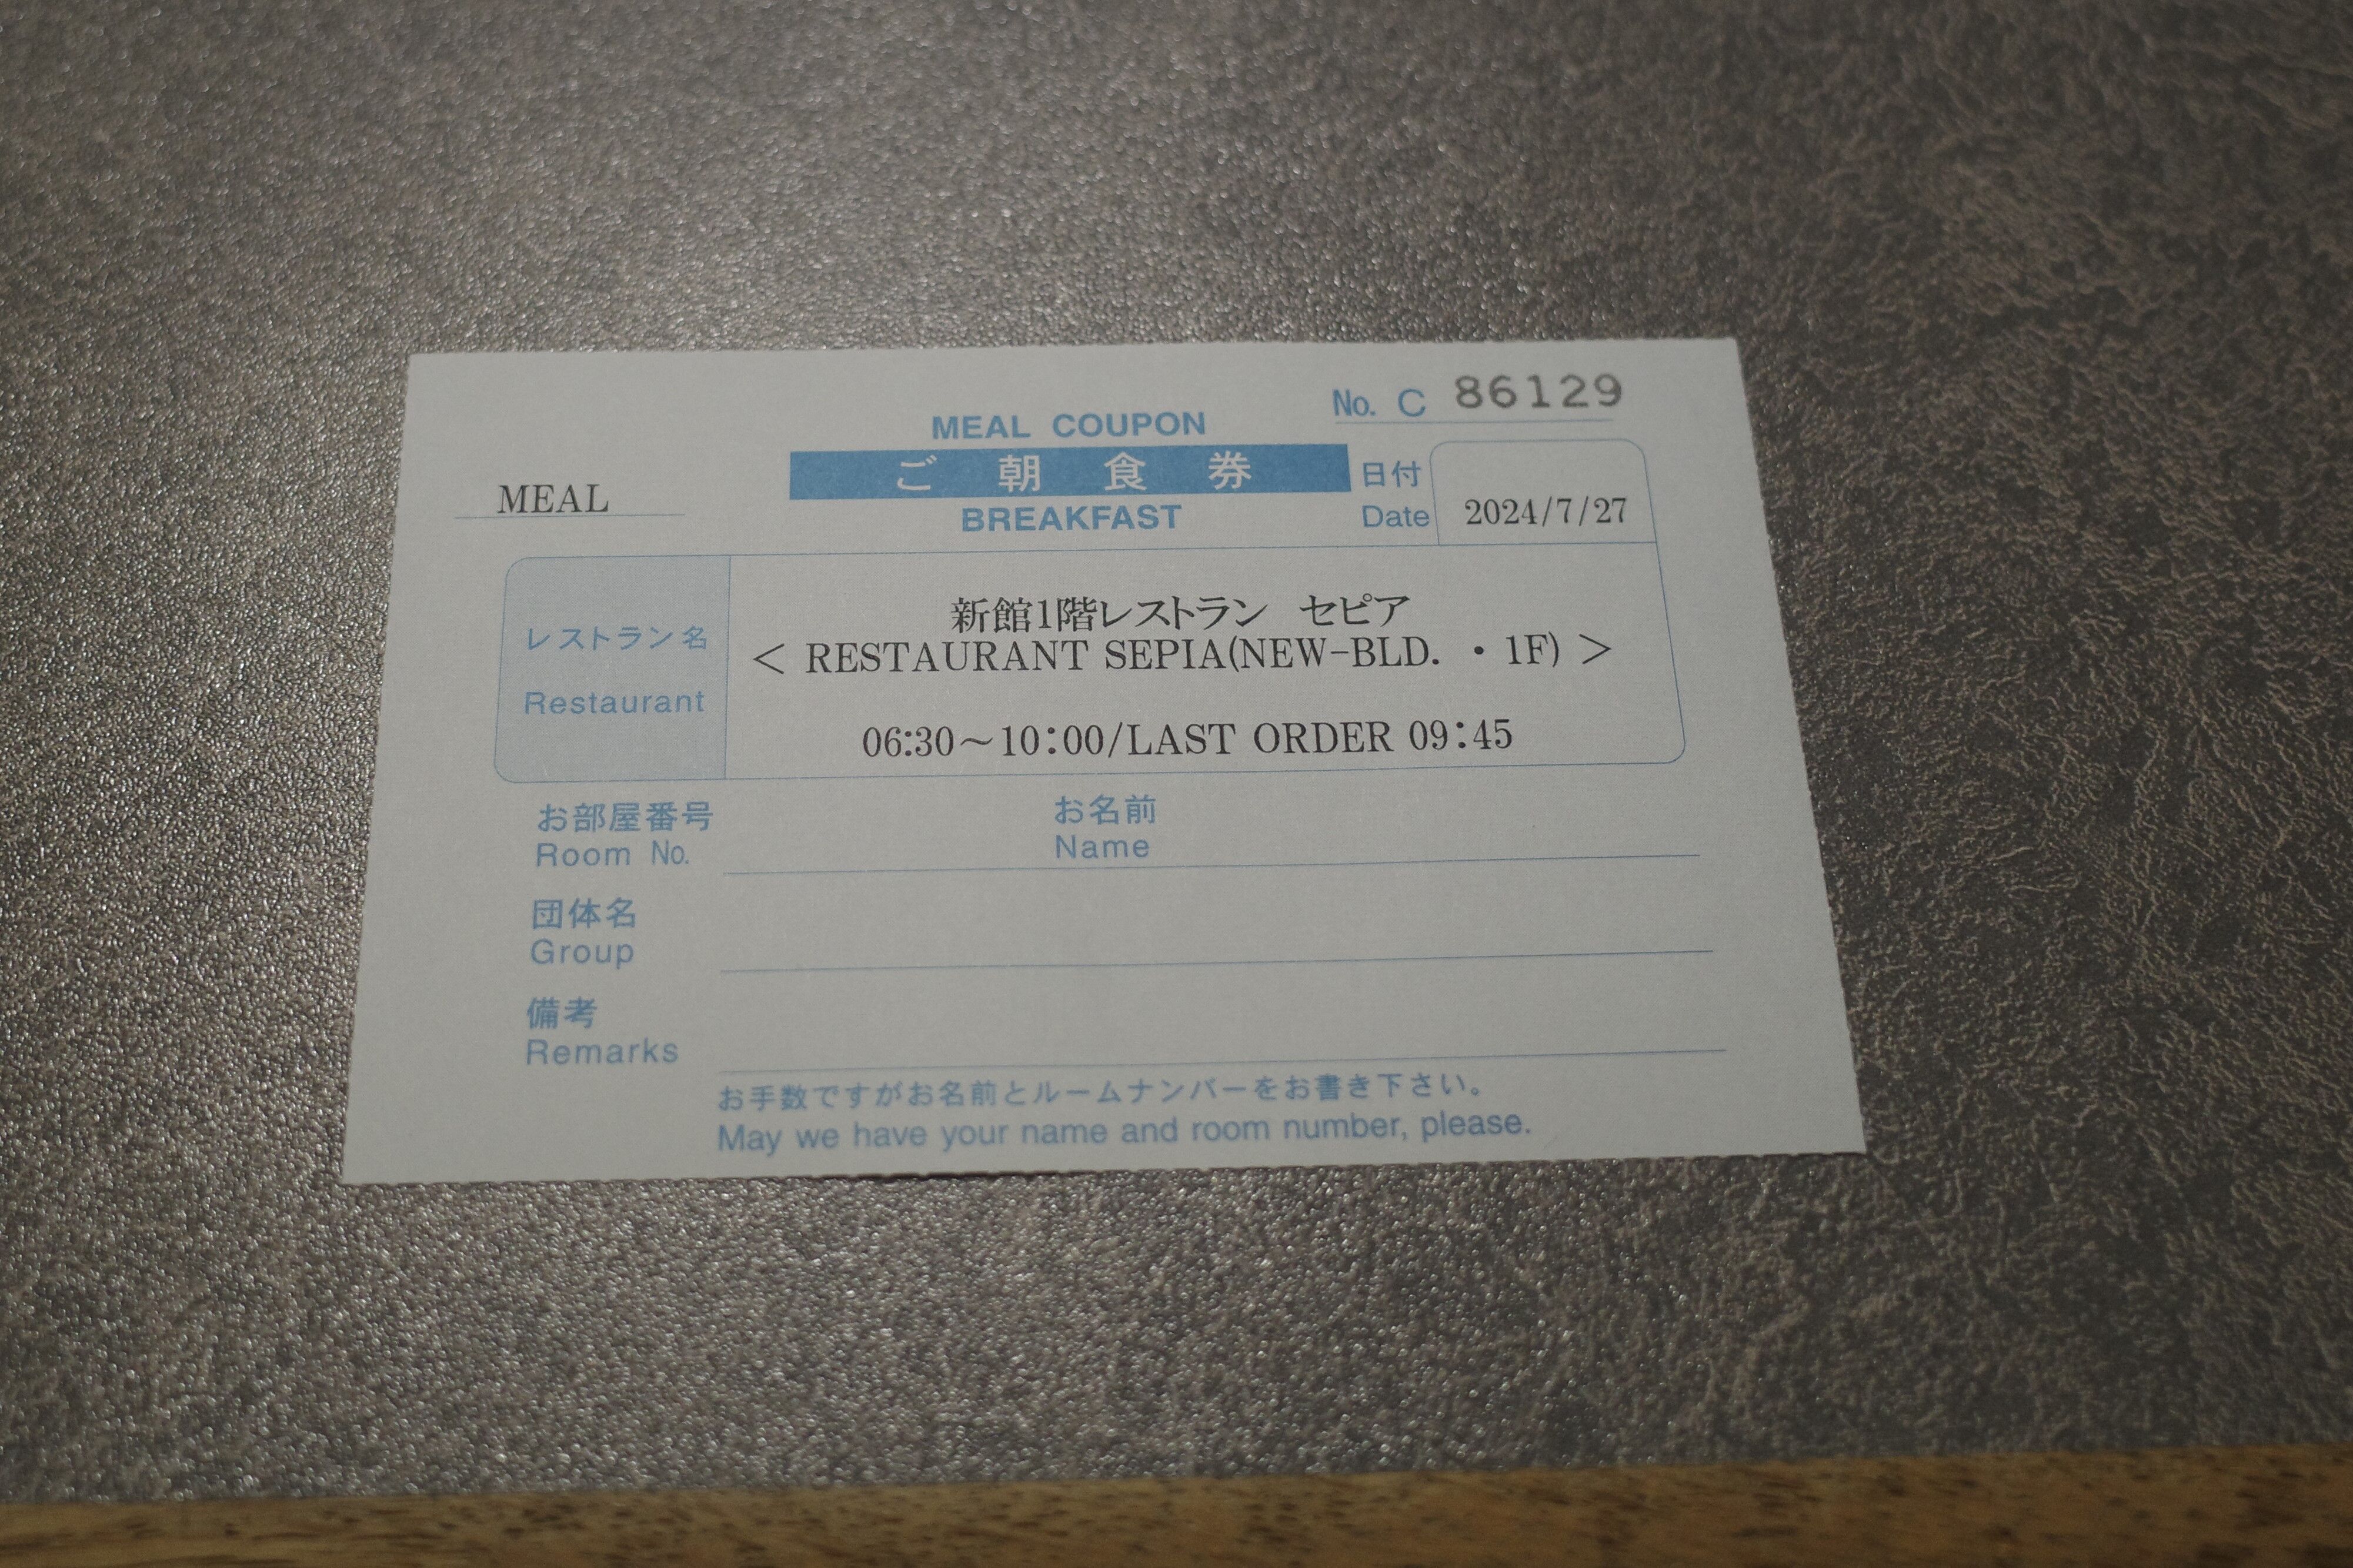 No. C 86129
MEAL COUPON
ご朝食券
BREAKFAST
MEAL
日付
Date
2024/7/27
レストラン名
Restaurant
新館1階レストラン セピア
< RESTAURANT SEPIA(NEW-BLD. ・ 1F) >
06:30～10:00/LAST ORDER 09:45
お部屋番号
Room No.
お名前
Name
団体名
Group
備考
Remarks
お手数ですがお名前とルームナンバーをお書き下さい。
May we have your name and room number, please.